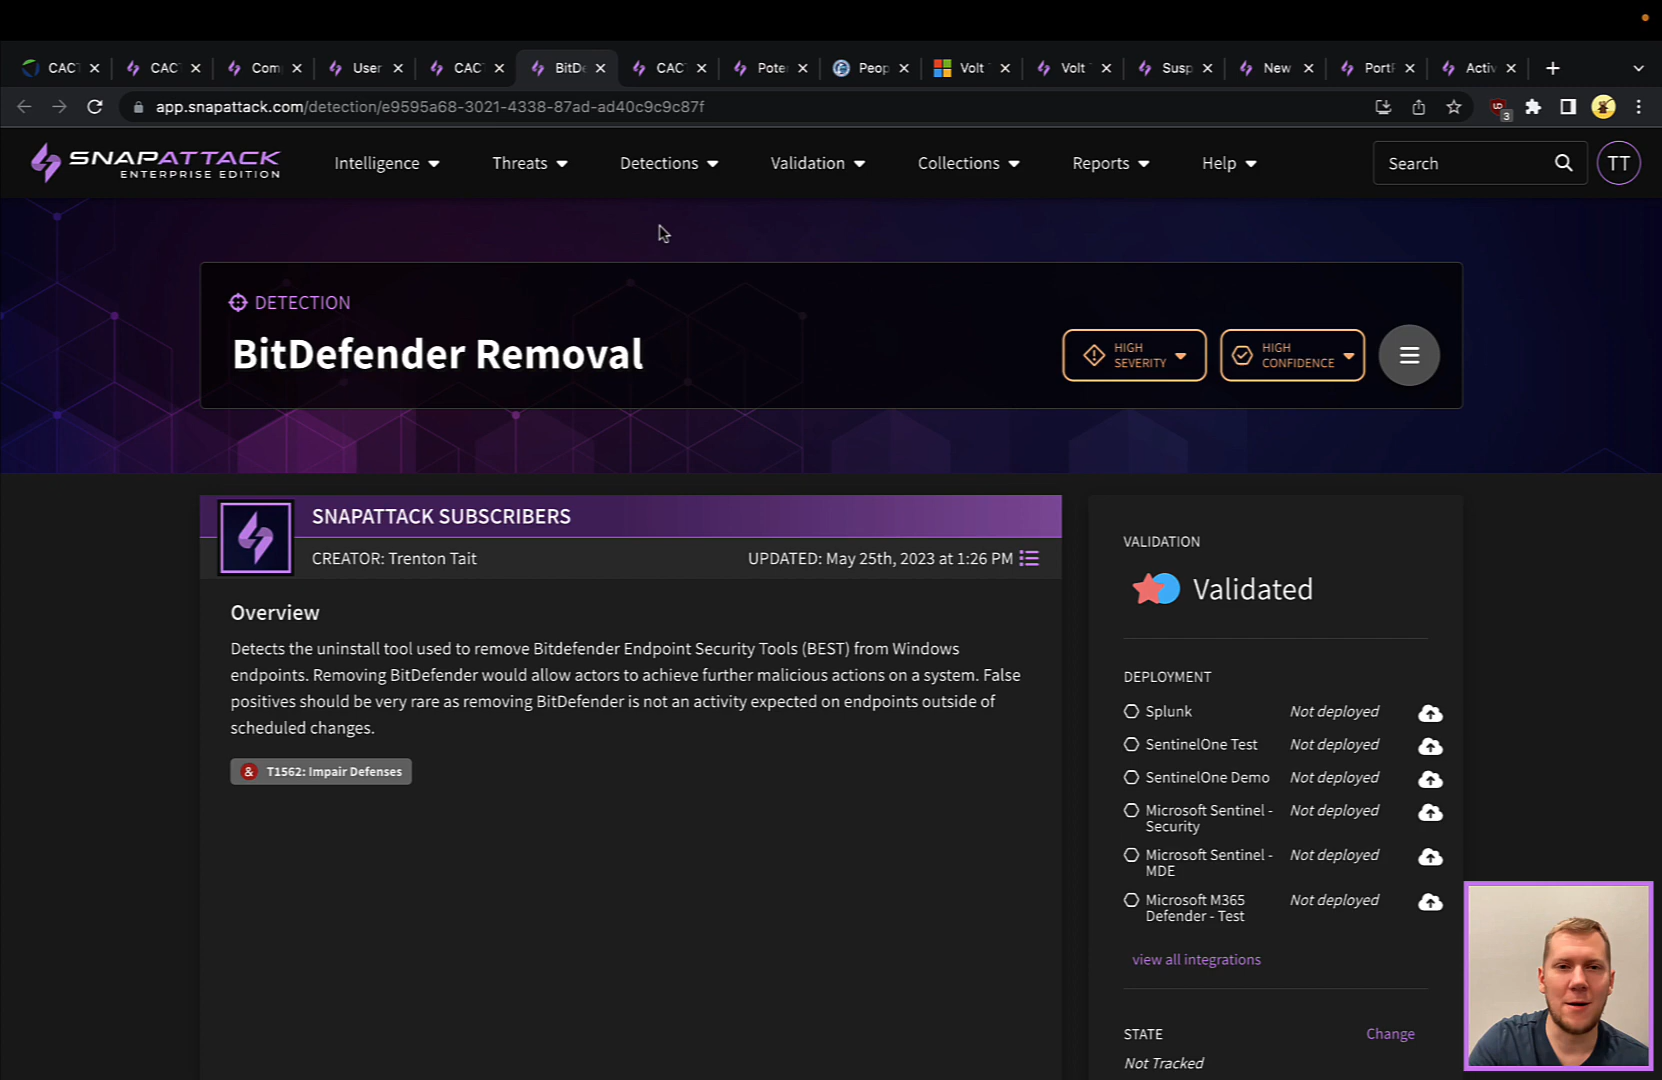 CAC
CAC
Com
User
CAC
BitDe
CAC
Pote
Peop
Volt
Volt
Susp
New
PortF
Activ
app.snapattack.com/detection/e9595a68-3021-4338-87ad-ad40c9c9c87f
3
SNAPATTACK
ENTERPRISE EDITION
Intelligence
Threats
Detections
Validation
Collections
Reports
Help
Search
TT
DETECTION
BitDefender Removal
HIGH
SEVERITY
HIGH
CONFIDENCE
SNAPATTACK SUBSCRIBERS
CREATOR: Trenton Tait
UPDATED: May 25th, 2023 at 1:26 PM
Overview
Detects the uninstall tool used to remove Bitdefender Endpoint Security Tools (BEST) from Windows
endpoints. Removing BitDefender would allow actors to achieve further malicious actions on a system. False
positives should be very rare as removing BitDefender is not an activity expected on endpoints outside of
scheduled changes.
& T1562: Impair Defenses
VALIDATION
Validated
DEPLOYMENT
Splunk Not deployed
SentinelOne Test Not deployed
SentinelOne Demo Not deployed
Microsoft Sentinel - Not deployed
Security
Microsoft Sentinel - Not deployed
MDE
Microsoft M365 Not deployed
Defender - Test
view all integrations
STATE
Change
Not Tracked